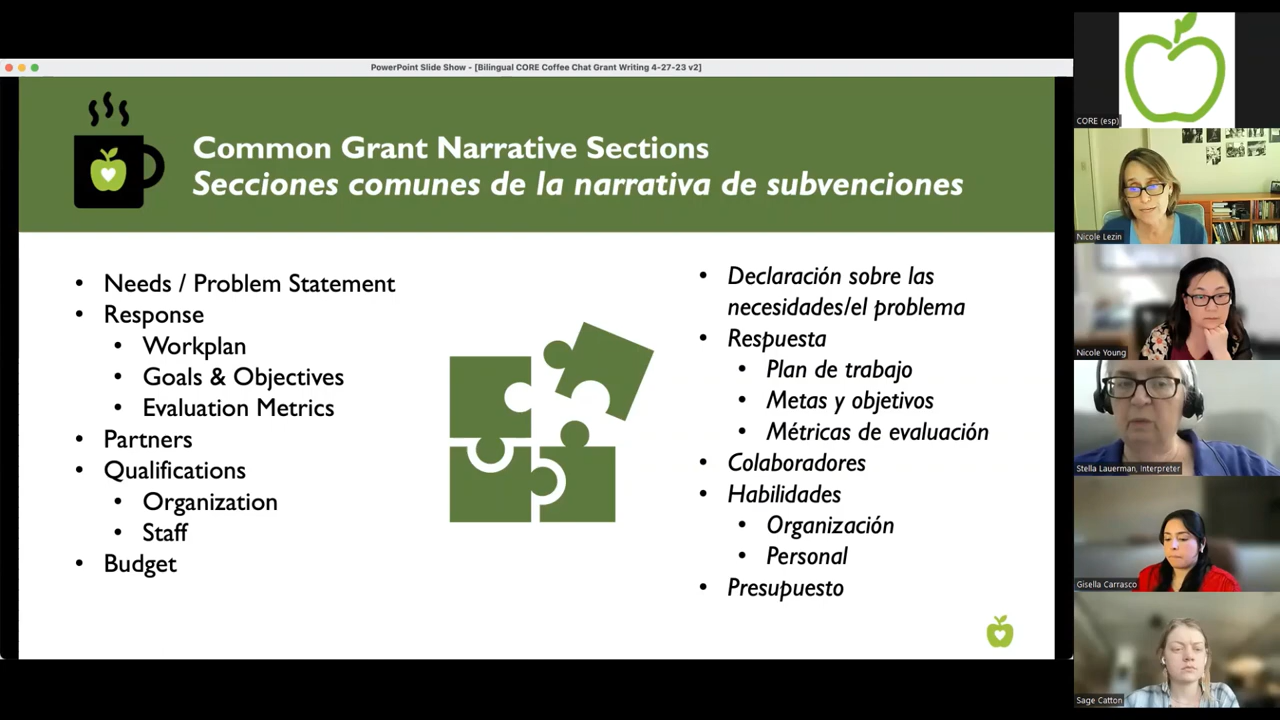 PowerPoint Slide Show - [Bilingual CORE Coffee Chat Grant Writing 4-27-23 v2]
Common Grant Narrative Sections
Secciones comunes de la narrativa de subvenciones
• Needs / Problem Statement
• Response
• Workplan
• Goals & Objectives
• Evaluation Metrics
• Partners
• Qualifications
• Organization
• Staff
• Budget
• Declaración sobre las
necesidades/el problema
• Respuesta
• Plan de trabajo
• Metas y objetivos
• Métricas de evaluación
• Colaboradores
• Habilidades
• Organización
• Personal
• Presupuesto
CORE (esp)
Nicole Lezin
Nicole Young
Stella Lauerman, Interpreter
Gisella Carrasco
Sage Catton